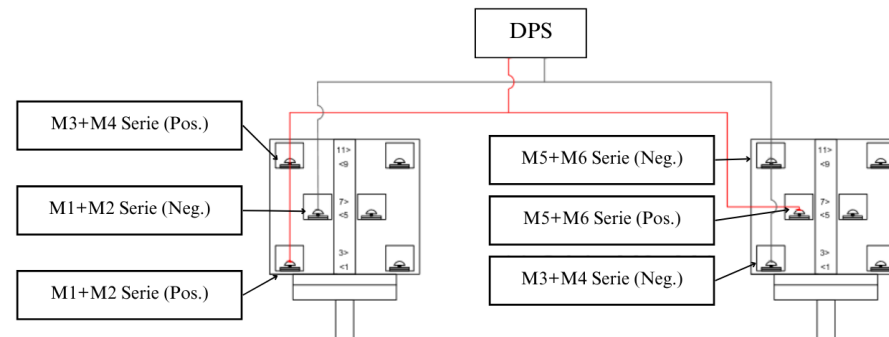 DPS
M3+M4 Serie (Pos.)
M1+M2 Serie (Neg.)
M1+M2 Serie (Pos.)
11>
<9
7>
<5
3>
<1
M5+M6 Serie (Neg.)
M5+M6 Serie (Pos.)
M3+M4 Serie (Neg.)
11>
<9
7>
<5
3>
<1